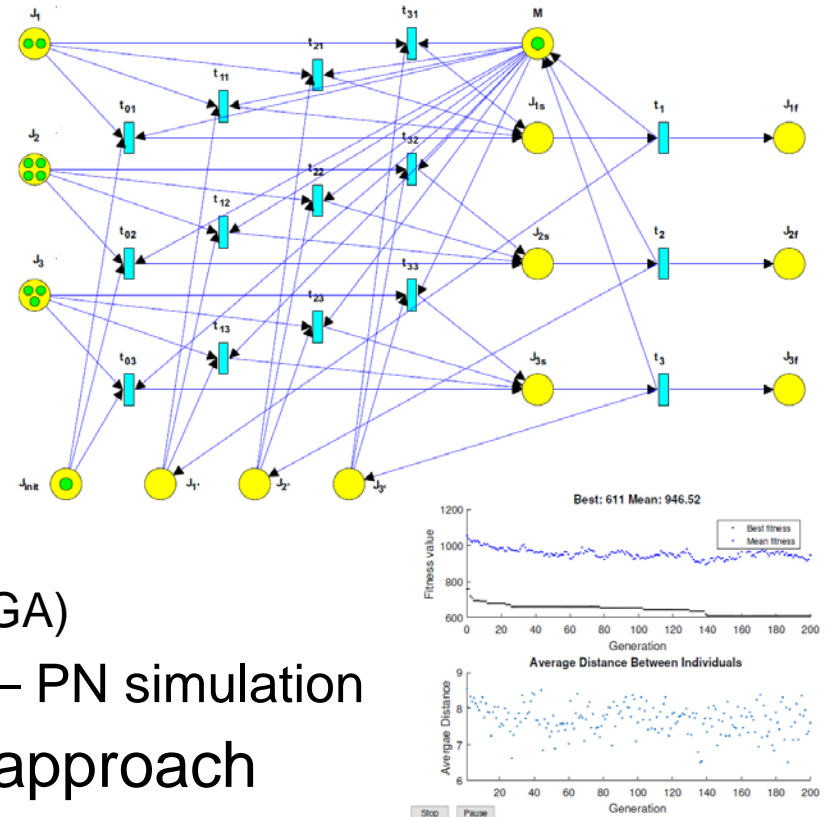 t31
J1
M
t21
t11
J1s
t1
J1f
t01
J2
t32
t22
t12
J2s
t2
J2f
t02
J3
t33
t23
t13
J3s
t3
J3f
t03
Jinit
J1'
J2'
J3'
Best: 611 Mean: 946.52
1200
Best fitness
Mean fitness
1000
800
600
Fitness value
0 20 40 60 80 100 120 140 160 180 200
Generation
GA)
– PN simulation
approach
Average Distance Between Individuals
9
8
7
6
Avergae Distance
20 40 60 80 100 120 140 160 180 200
Generation
Stop Pause